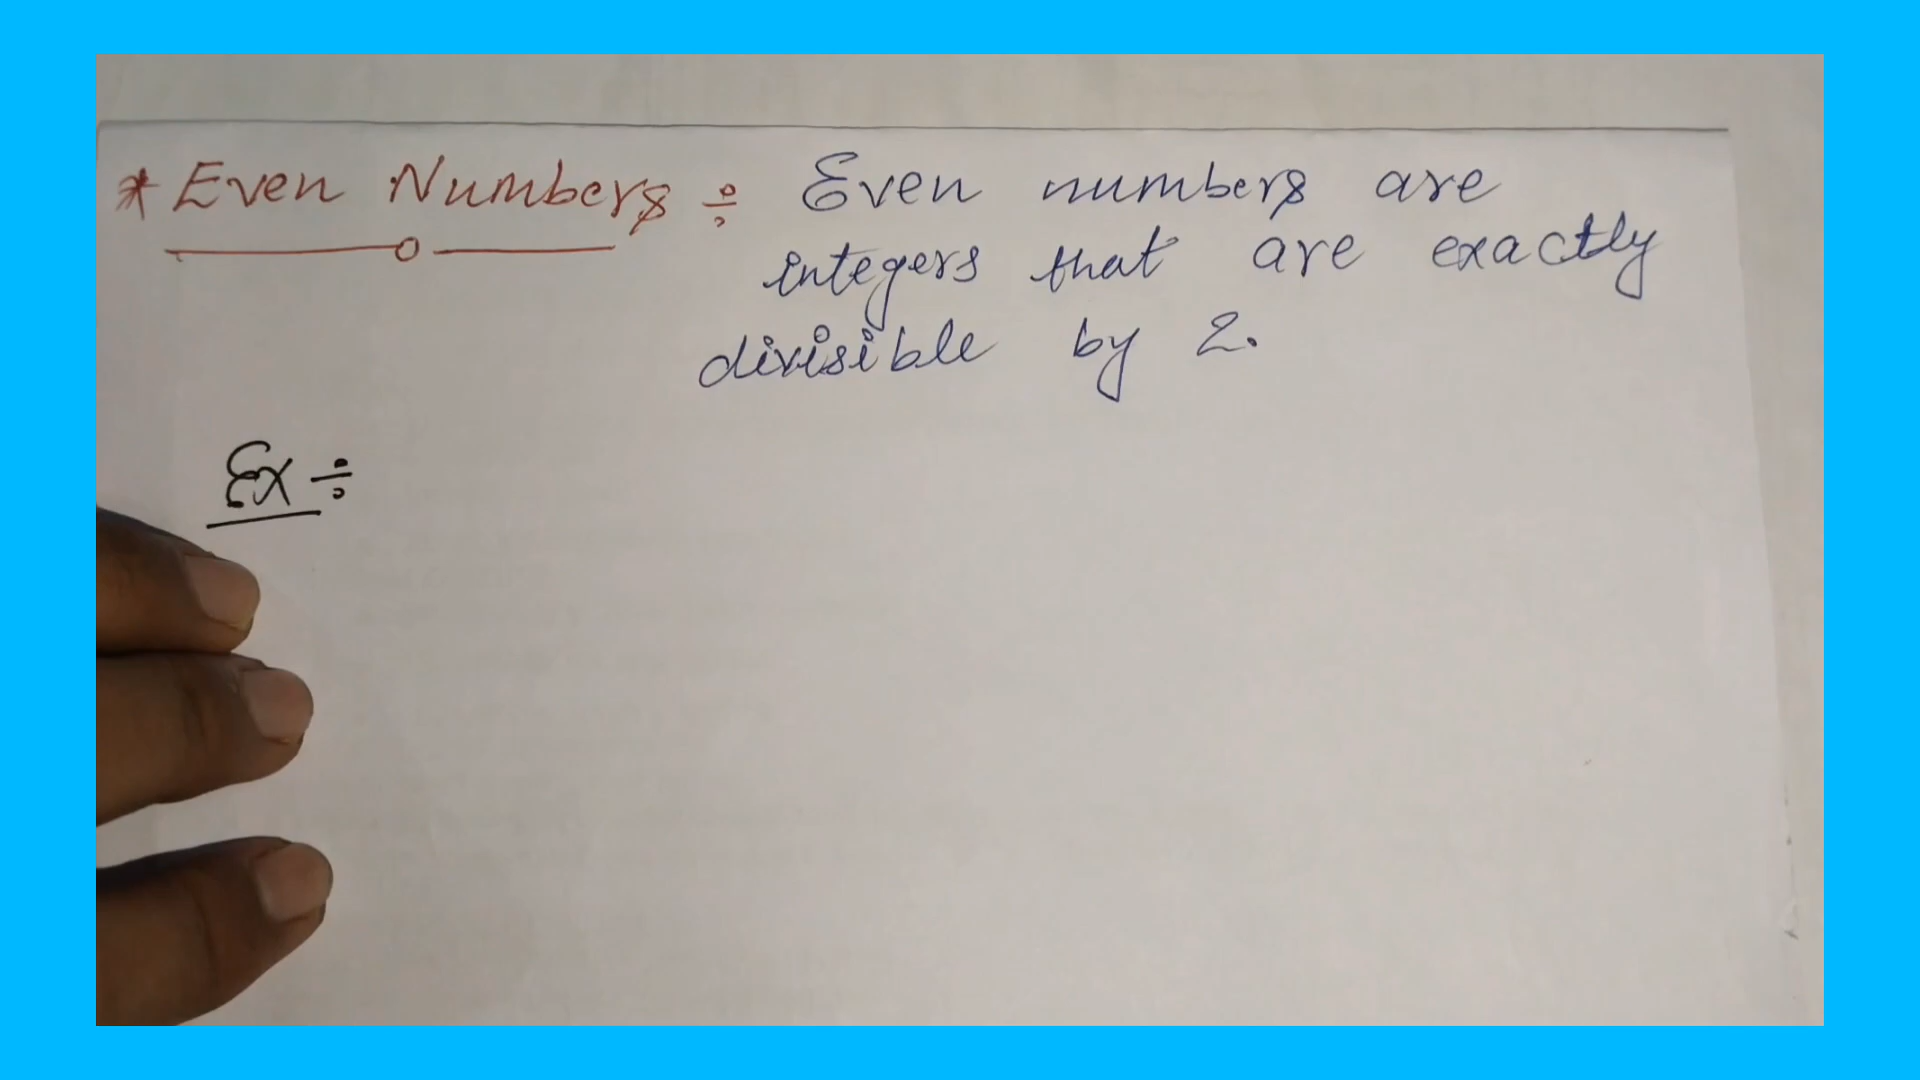 * Even Numbers ÷ Even numbers are
integers that are exactly
divisible by 2.
Ex ÷